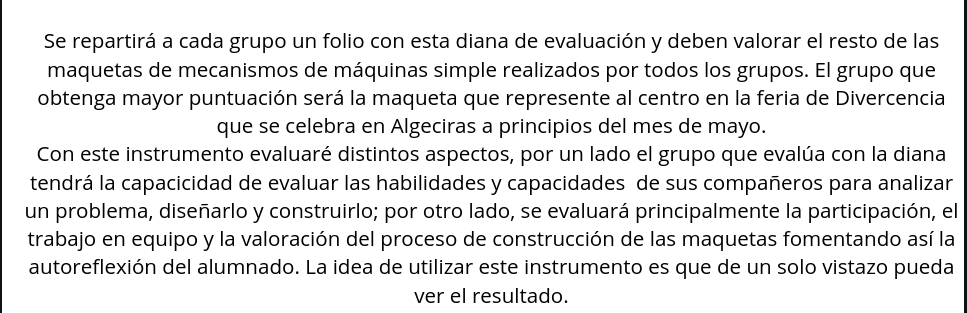 Se repartirá a cada grupo un folio con esta diana de evaluación y deben valorar el resto de las
maquetas de mecanismos de máquinas simple realizados por todos los grupos. El grupo que
obtenga mayor puntuación será la maqueta que represente al centro en la feria de Divercencia
que se celebra en Algeciras a principios del mes de mayo.
Con este instrumento evaluaré distintos aspectos, por un lado el grupo que evalúa con la diana
tendrá la capacicidad de evaluar las habilidades y capacidades  de sus compañeros para analizar
un problema, diseñarlo y construirlo; por otro lado, se evaluará principalmente la participación, el
trabajo en equipo y la valoración del proceso de construcción de las maquetas fomentando así la
autoreflexión del alumnado. La idea de utilizar este instrumento es que de un solo vistazo pueda
ver el resultado.